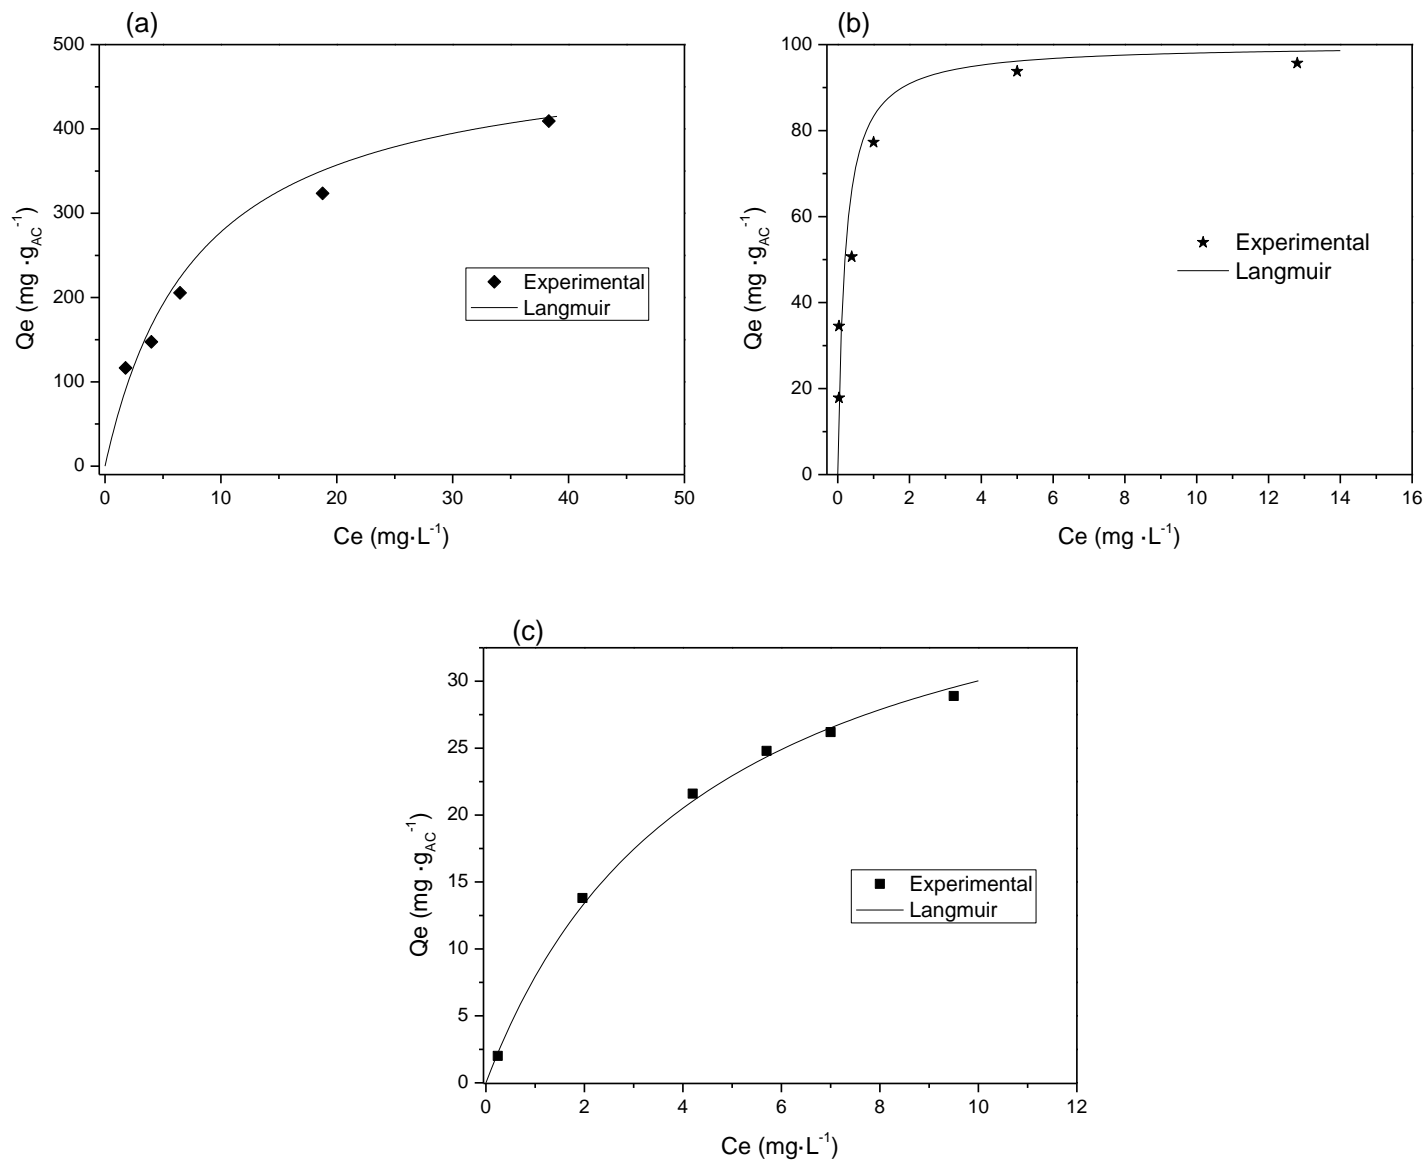 (a)
500
400
300
200
100
0
Qe (mg ·g_AC^-1)
Experimental
Langmuir
0 10 20 30 40 50
Ce (mg·L^-1)
(b)
100
80
60
40
20
0
Qe (mg ·g_AC^-1)
Experimental
Langmuir
0 2 4 6 8 10 12 14 16
Ce (mg ·L^-1)
(c)
30
25
20
15
10
5
0
Qe (mg ·g_AC^-1)
Experimental
Langmuir
0 2 4 6 8 10 12
Ce (mg·L^-1)